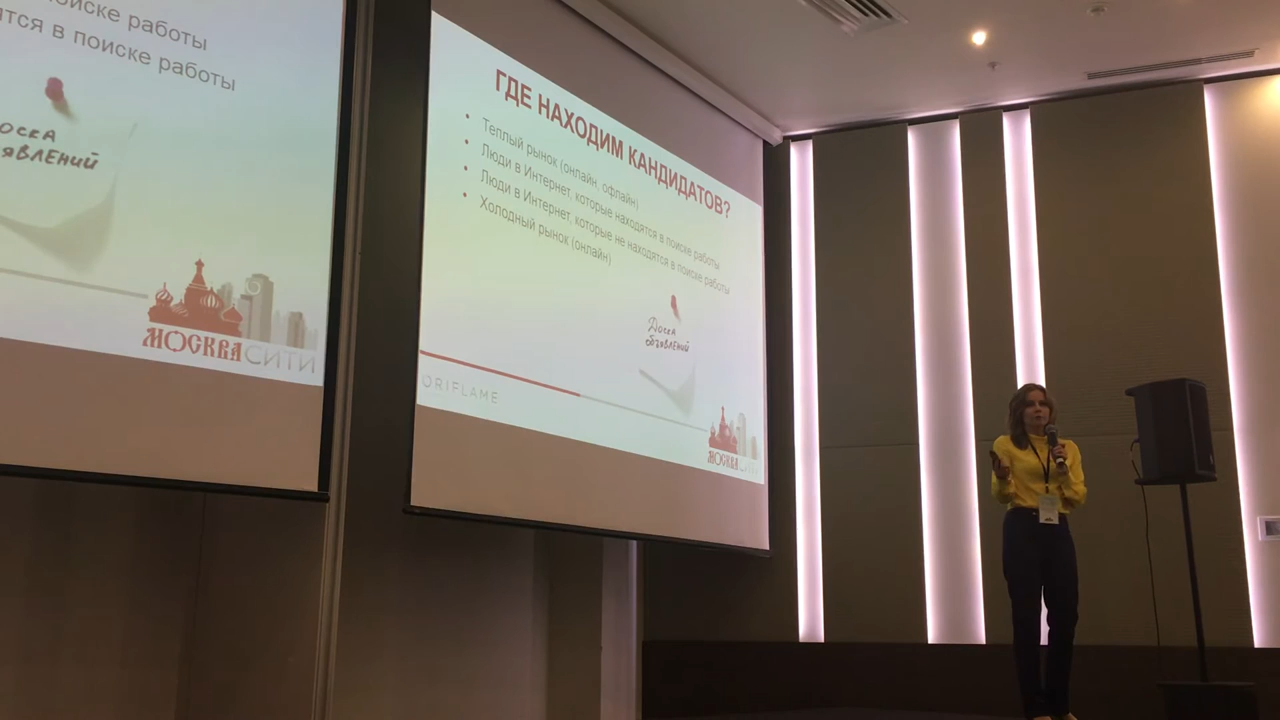 поиске работы
тся в поиске работы
доска
явлений
МОСКВА СИТИ
ГДЕ НАХОДИМ КАНДИДАТОВ?
• Теплый рынок (онлайн, офлайн)
• Люди в Интернет, которые находятся в поиске работы
• Люди в Интернет, которые не находятся в поиске работы
• Холодный рынок (онлайн)
Доска
объявлений
ORIFLAME
МОСКВА СИТИ